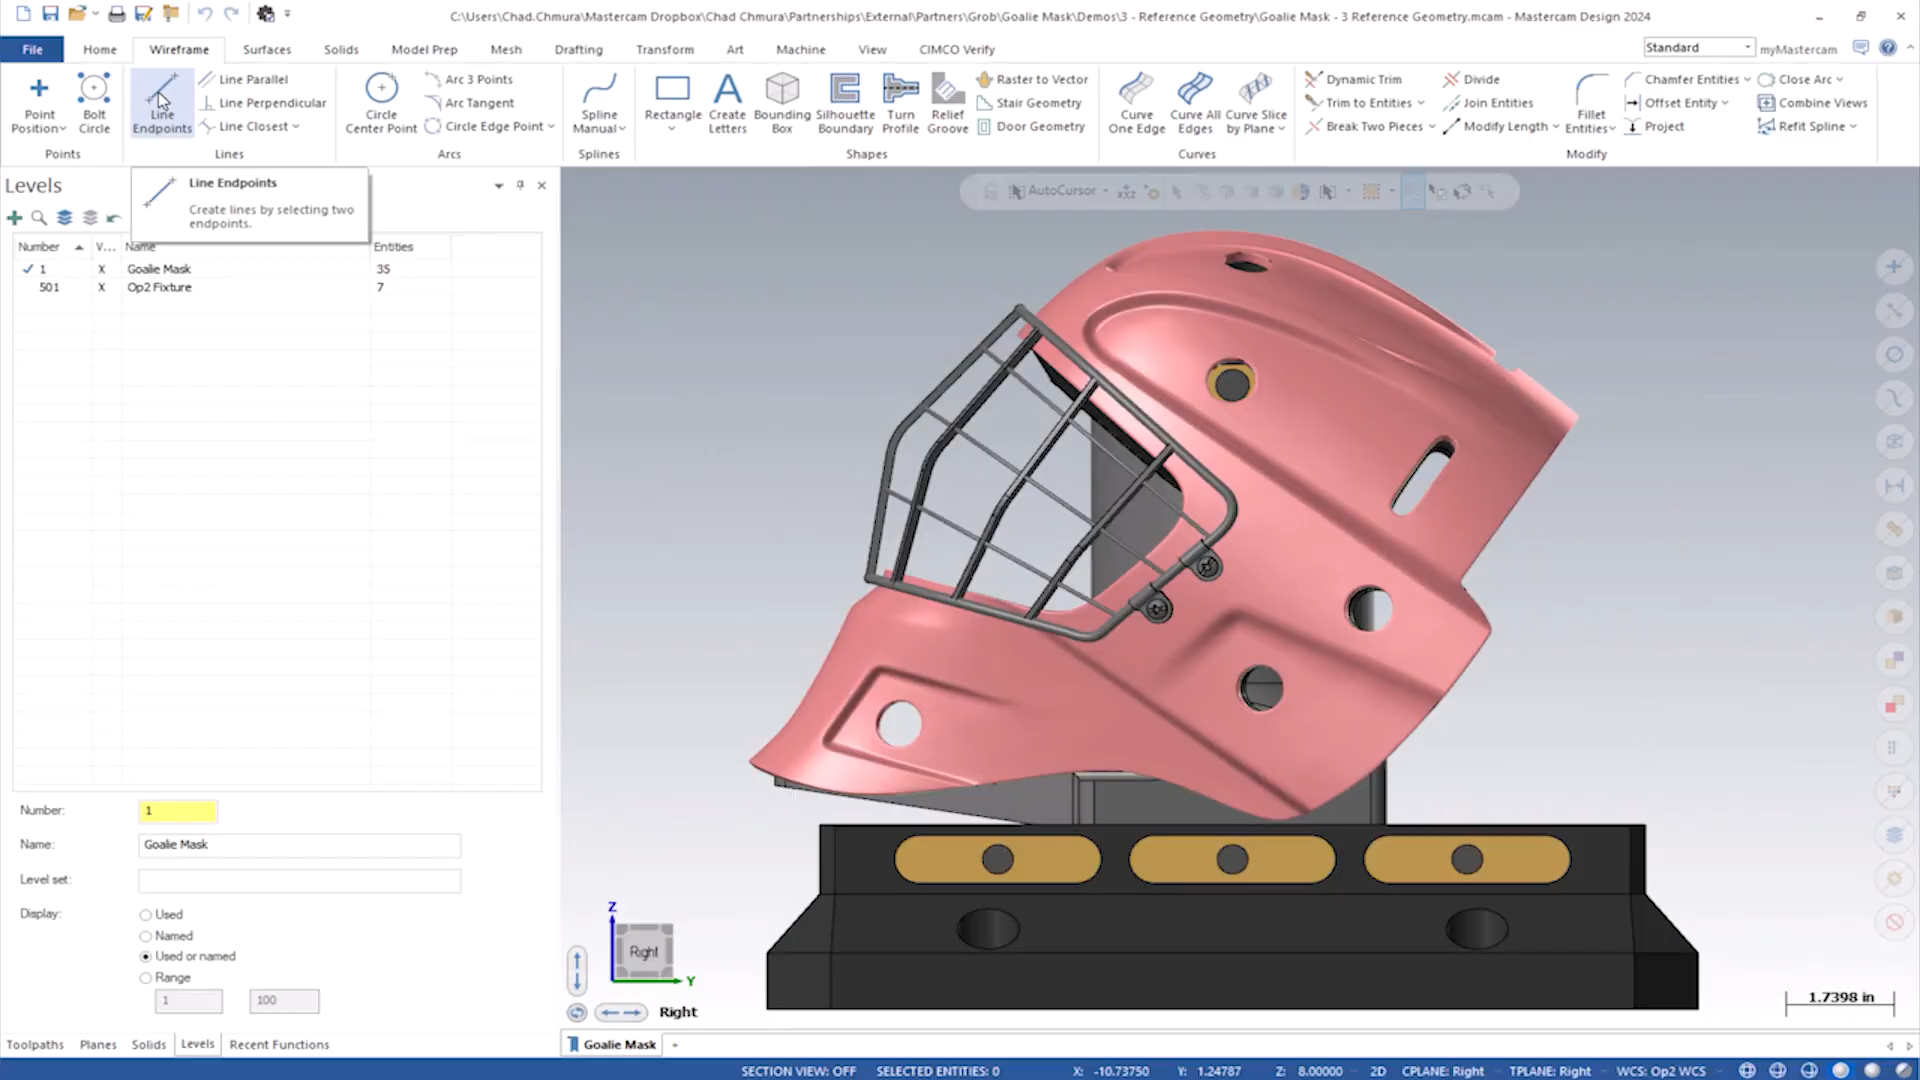 C:\Users\Chad.Chmura\Mastercam Dropbox\Chad Chmura\Partnerships\External\Partners\Grob\Goalie Mask\Demos\3 - Reference Geometry\Goalie Mask - 3 Reference Geometry.mcam - Mastercam Design 2024
File Home Wireframe Surfaces Solids Model Prep Mesh Drafting Transform Art Machine View CIMCO Verify Standard myMastercam
Point Position
Bolt Circle
Points
Line Endpoints
Line Parallel
Line Perpendicular
Line Closest
Lines
Circle Center Point
Arc 3 Points
Arc Tangent
Circle Edge Point
Arcs
Spline Manual
Splines
Rectangle
Create Letters
Bounding Box
Silhouette Boundary
Turn Profile
Relief Groove
Raster to Vector
Stair Geometry
Door Geometry
Shapes
Curve One Edge
Curve All Edges
Curve Slice by Plane
Curves
Dynamic Trim
Trim to Entities
Break Two Pieces
Divide
Join Entities
Modify Length
Fillet Entities
Chamfer Entities
Offset Entity
Project
Close Arc
Combine Views
Refit Spline
Modify
Levels
Line Endpoints
Create lines by selecting two
endpoints.
AutoCursor
Number V... Name Entities
1 X Goalie Mask 35
501 X Op2 Fixture 7
Number: 1
Name: Goalie Mask
Level set:
Display:
Used
Named
Used or named
Range
1 100
Z
Right
Y
Right
1.7398 in
Toolpaths Planes Solids Levels Recent Functions
Goalie Mask +
SECTION VIEW: OFF SELECTED ENTITIES: 0 X: -10.73750 Y: 1.24787 Z: 8.00000 2D CPLANE: Right TPLANE: Right WCS: Op2 WCS